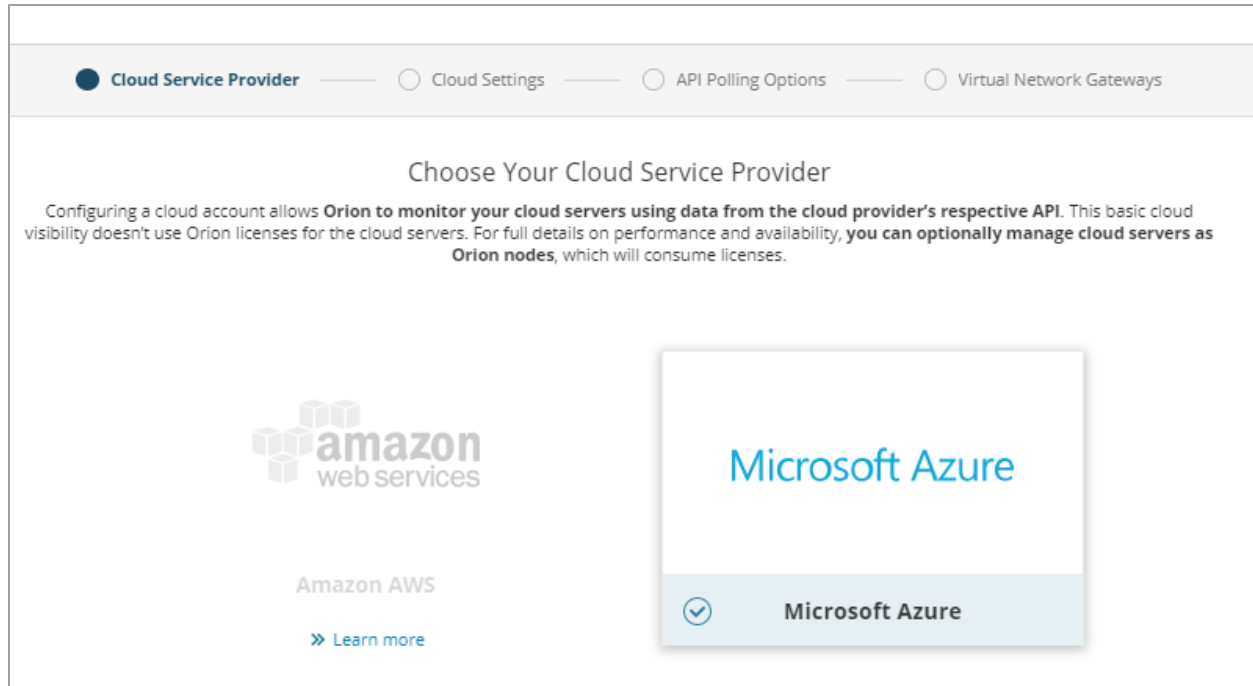 Cloud Service Provider Cloud Settings API Polling Options Virtual Network Gateways
Choose Your Cloud Service Provider
Configuring a cloud account allows Orion to monitor your cloud servers using data from the cloud provider's respective API. This basic cloud
visibility doesn't use Orion licenses for the cloud servers. For full details on performance and availability, you can optionally manage cloud servers as
Orion nodes, which will consume licenses.
amazon
web services
Microsoft Azure
Amazon AWS
Microsoft Azure
» Learn more